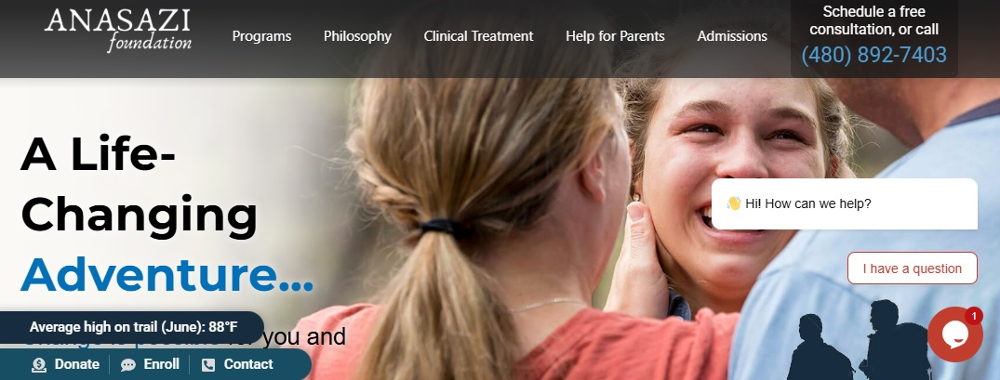 ANASAZI
foundation
Programs
Philosophy
Clinical Treatment
Help for Parents
Admissions
Schedule a free
consultation, or call
(480) 892-7403
A Life-
Changing
Adventure...
👋 Hi! How can we help?
I have a question
1
Average high on trail (June): 88°F
you and
Donate
Enroll
Contact